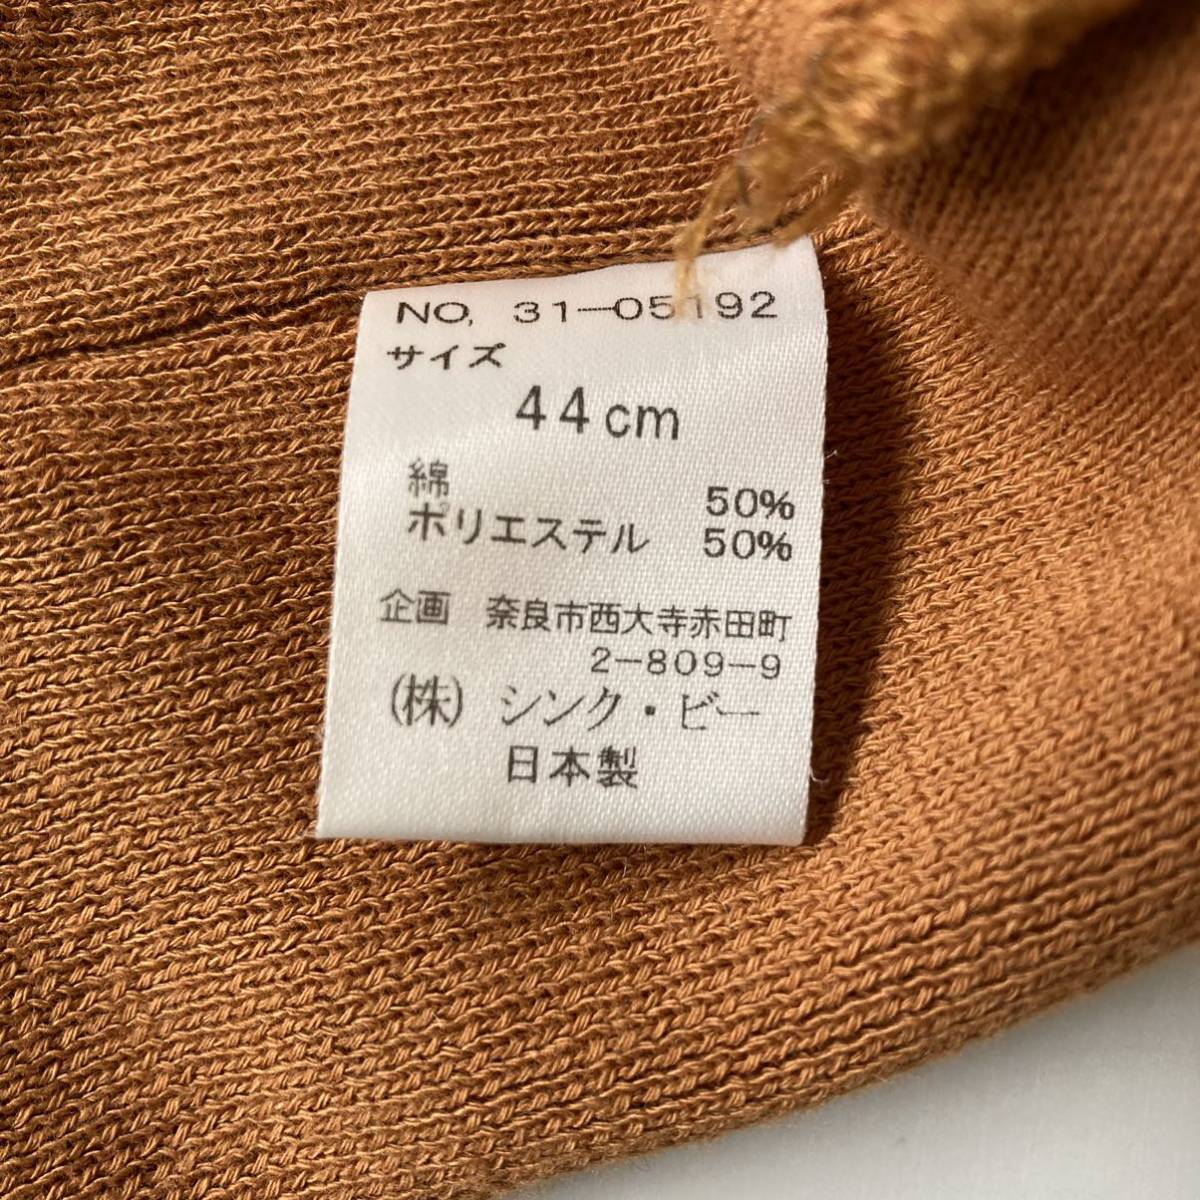 NO, 31-05192
サイズ
44cm
綿 50%
ポリエステル 50%
企画 奈良市西大寺赤田町
2-809-9
(株) シンク・ビー
日本製